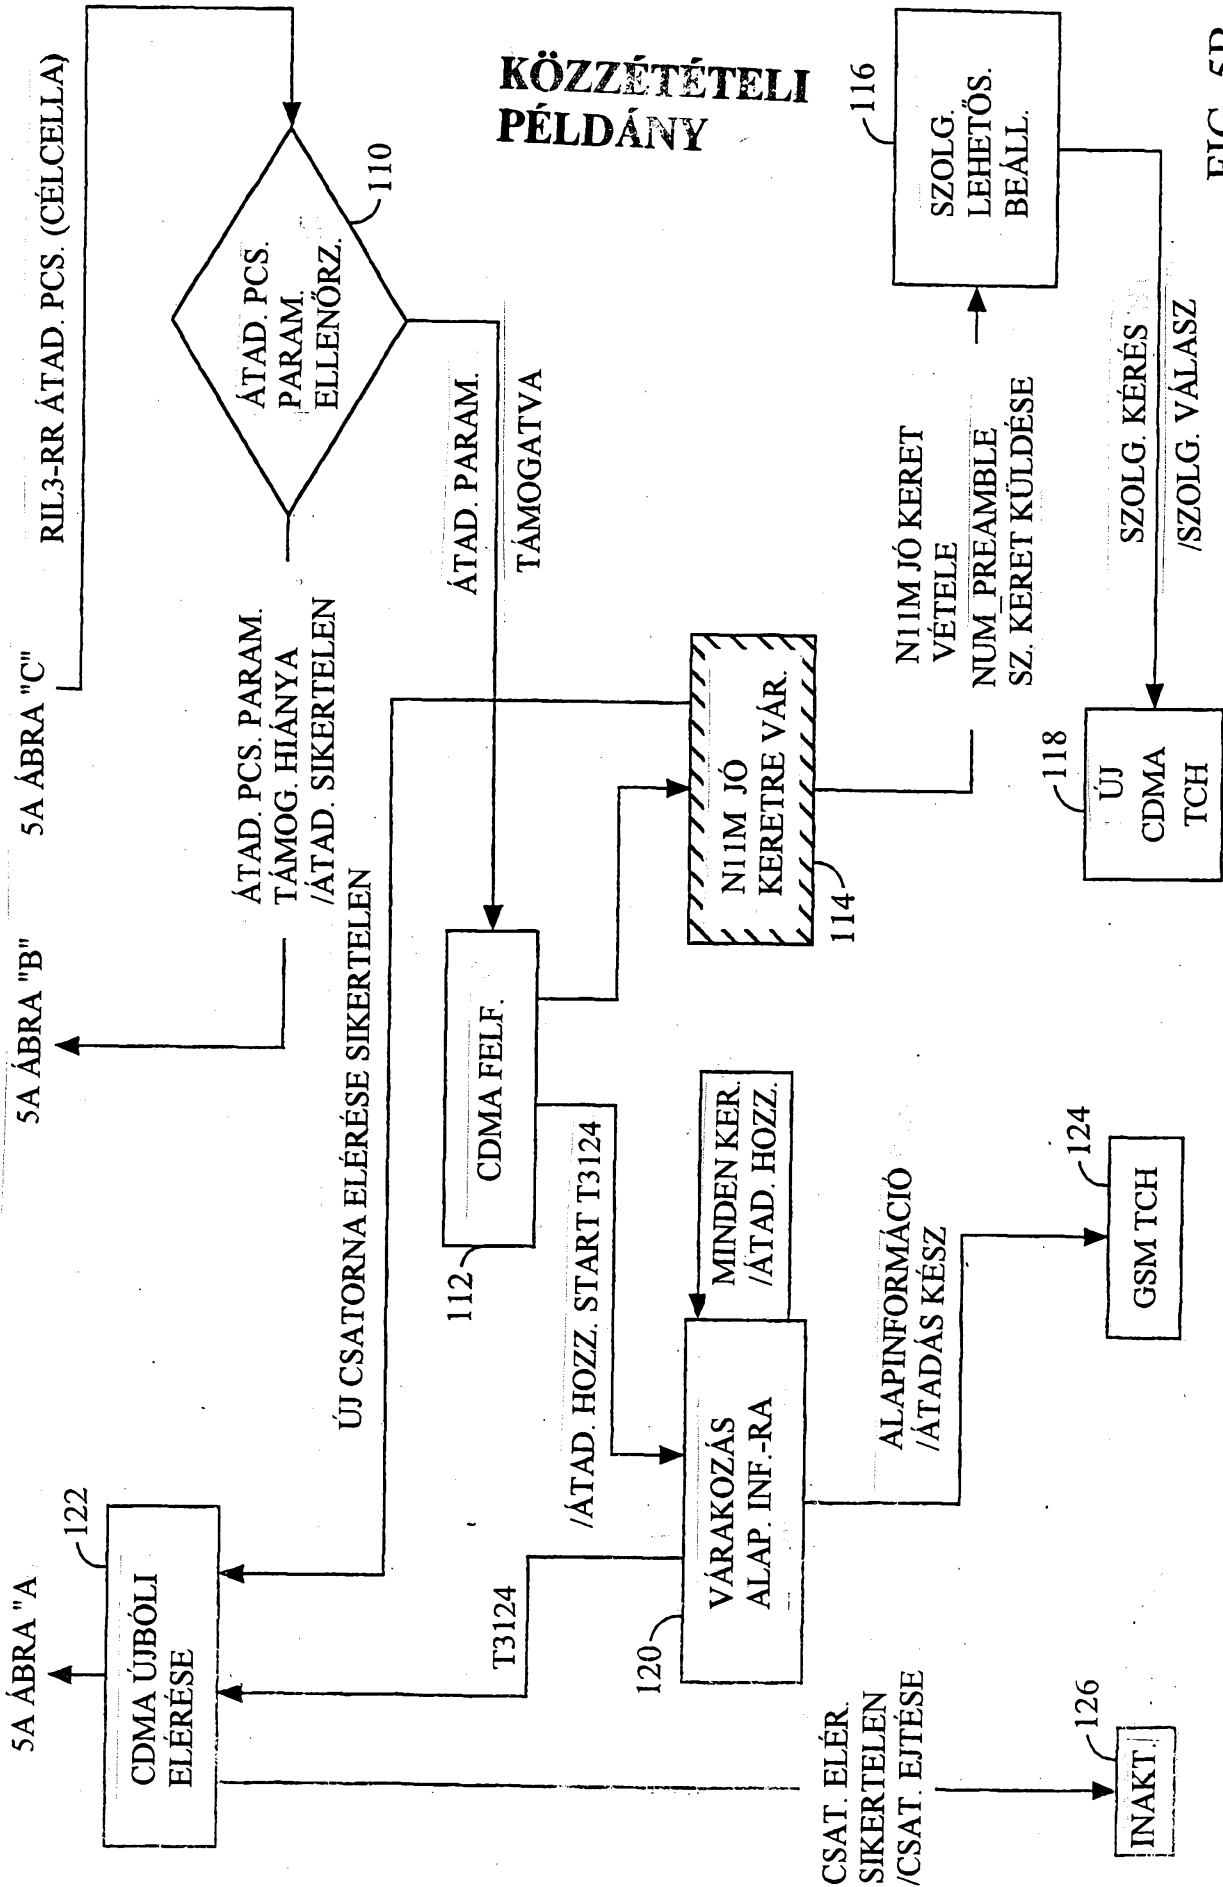 5A ÁBRA "A
5A ÁBRA "B"
5A ÁBRA "C"
RIL3-RR ÁTAD. PCS. (CÉLCELLA)
122
CDMA ÚJBÓLI
ELÉRÉSE
ÁTAD. PCS. PARAM.
TÁMOG. HIÁNYA
/ÁTAD. SIKERTELEN
ÁTAD. PCS.
PARAM.
ELLENŐRZ.
110
ÚJ CSATORNA ELÉRÉSE SIKERTELEN
ÁTAD. PARAM.
TÁMOGATVA
KÖZZÉTÉTELI
PÉLDÁNY
T3124
/ÁTAD. HOZZ. START T3124
112
CDMA FELF.
120
VÁRAKOZÁS
ALAP. INF.-RA
MINDEN KER.
/ÁTAD. HOZZ.
N11M JÓ
KERETRE VÁR.
114
CSAT. ELÉR.
SIKERTELEN
/CSAT. EJTÉSE
ALAPINFORMÁCIÓ
/ÁTADÁS KÉSZ
N11M JÓ KERET
VÉTELE
NUM_PREAMBLE
SZ. KERET KÜLDÉSE
116
SZOLG.
LEHETŐS.
BEÁLL.
126
INAKT.
124
GSM TCH
118
ÚJ
CDMA
TCH
SZOLG. KÉRÉS
/SZOLG. VÁLASZ